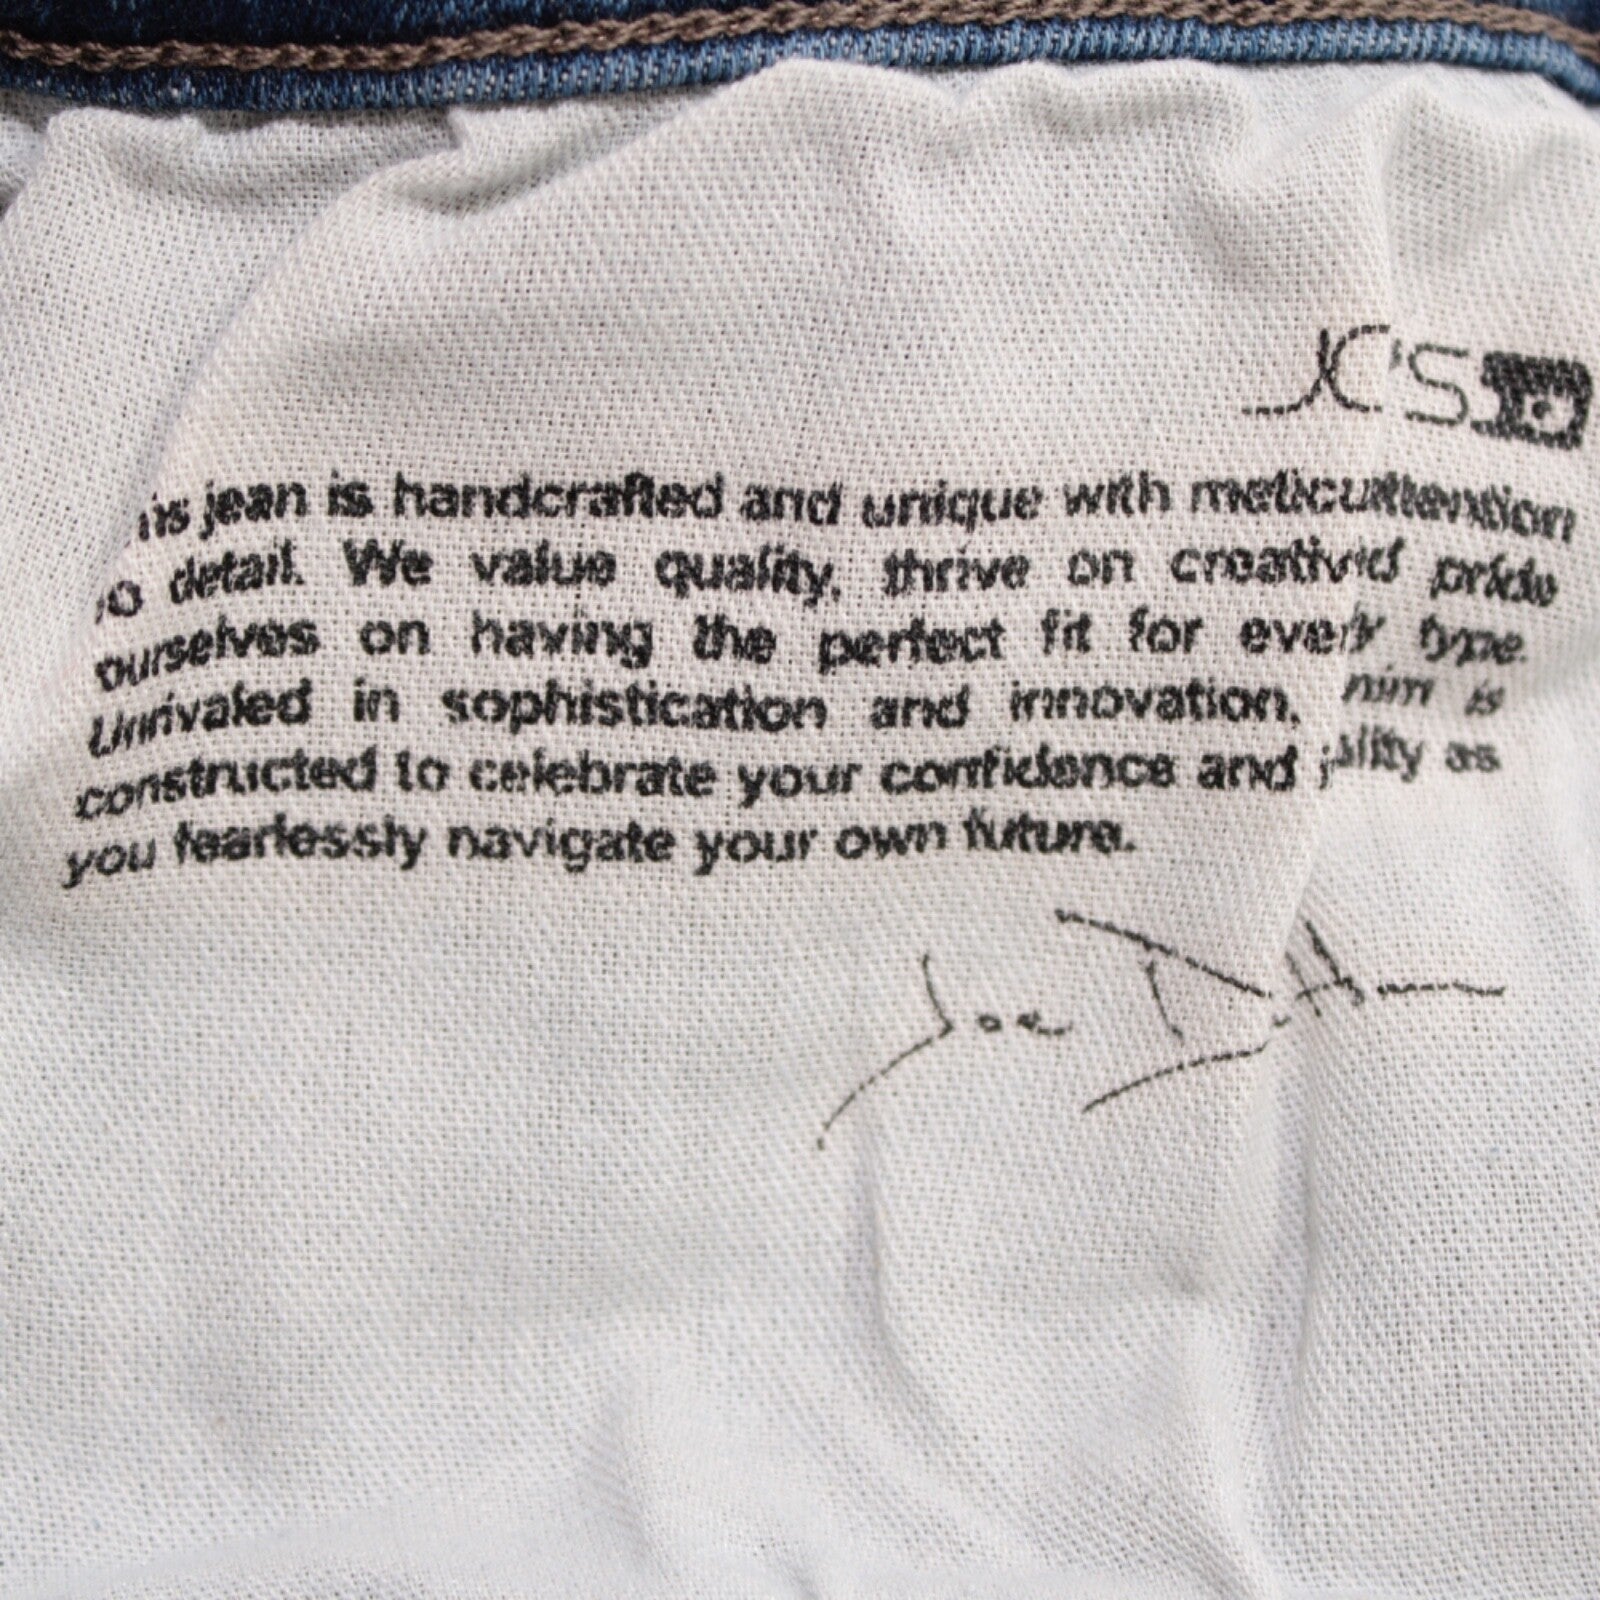 jean is handcrafted and unique with attention
detail. We value quality, thrive on pride
ourselves on having the perfect fit for every type.
Unrivaled in sophistication and innovation, is
constructed to celebrate your confidence and as
you fearlessly navigate your own future.
Joe